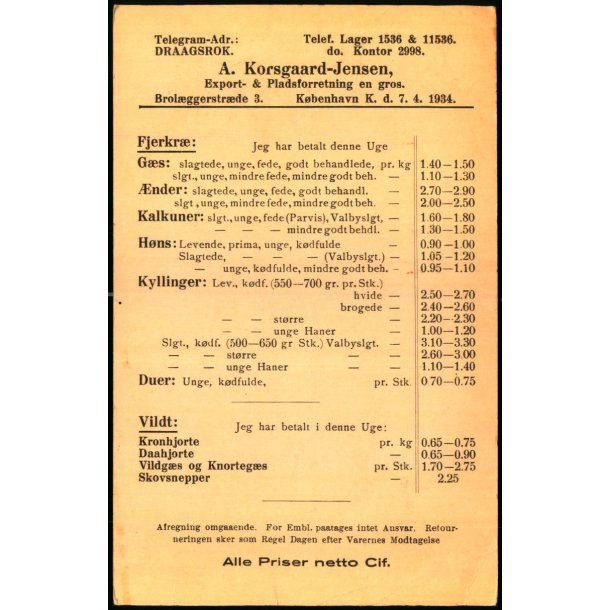 Telegram-Adr.: Telef. Lager 1536 & 11536.
DRAAGSROK. do. Kontor 2998.
A. Korsgaard-Jensen,
Export- & Pladsforretning en gros.
Brolæggerstræde 3. København K. d. 7. 4. 1934.
Fjerkræ: Jeg har betalt denne Uge
Gæs: slagtede, unge, fede, godt behandlede, pr. kg 1.40—1.50
slgt., unge, mindre fede, mindre godt beh. — 1.10—1.30
Ænder: slagtede, unge, fede, godt behandl. — 2.70—2.90
slgt, unge, mindre fede, mindre godt beh. — 2.00—2.50
Kalkuner: slgt., unge, fede (Parvis), Valbyslgt, — 1.60—1.80
— — — mindre godt behdl. — 1.30—1.50
Høns: Levende, prima, unge, kødfulde — 0.90—1.00
Slagtede, — — — (Valbyslgt.) — 1.05—1.20
— unge, kødfulde, mindre godt beh. — 0.95—1.10
Kyllinger: Lev., kødf. (550—700 gr. pr. Stk.)
hvide — 2.50—2.70
brogede — 2.40—2.60
— — større — 2.20—2.30
— — unge Haner — 1.00—1.20
Slgt., kødf. (500—650 gr Stk.) Valbyslgt. — 3.10—3.30
— — større — 2.60—3.00
— — unge Haner — 1.10—1.40
Duer: Unge, kødfulde, pr. Stk. 0 70—0.75
Vildt: Jeg har betalt i denne Uge:
Kronhjorte pr. kg 0.65—0.75
Daahjorte — 0.65—0.90
Vildgæs og Knortegæs pr. Stk. 1.70—2.75
Skovsnepper — 2.25
Afregning omgaaende. For Embl. paatages intet Ansvar. Retour-
neringen sker som Regel Dagen efter Varernes Modtagelse
Alle Priser netto Cif.